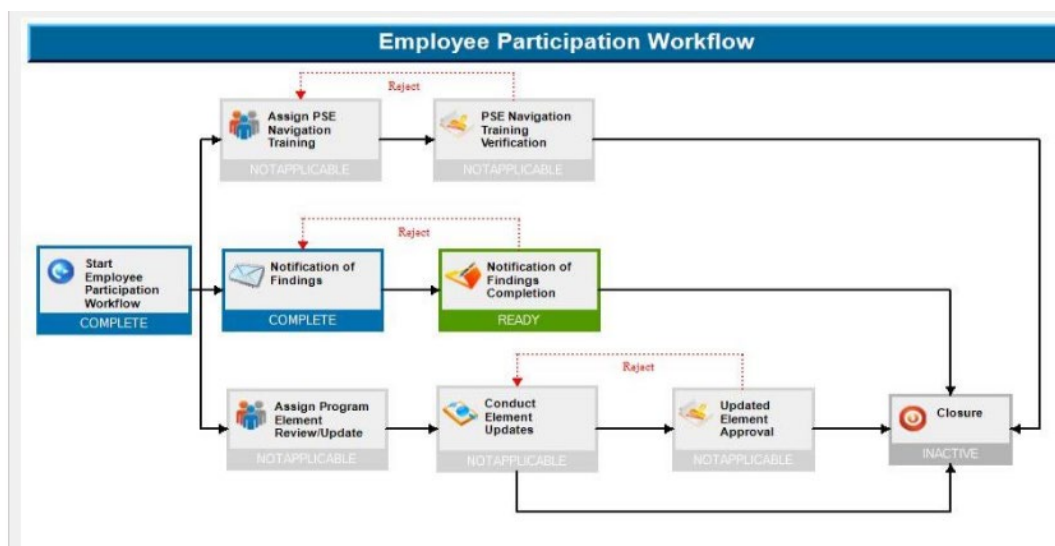 Employee Participation Workflow
Reject
Assign PSE
Navigation
Training
NOTAPPLICABLE
PSE Navigation
Training
Verification
NOTAPPLICABLE
Reject
Start
Employee
Participation
Workflow
COMPLETE
Notification of
Findings
COMPLETE
Notification of
Findings
Completion
READY
Reject
Assign Program
Element
Review/Update
NOTAPPLICABLE
Conduct
Element
Updates
NOTAPPLICABLE
Updated
Element
Approval
NOTAPPLICABLE
Closure
INACTIVE